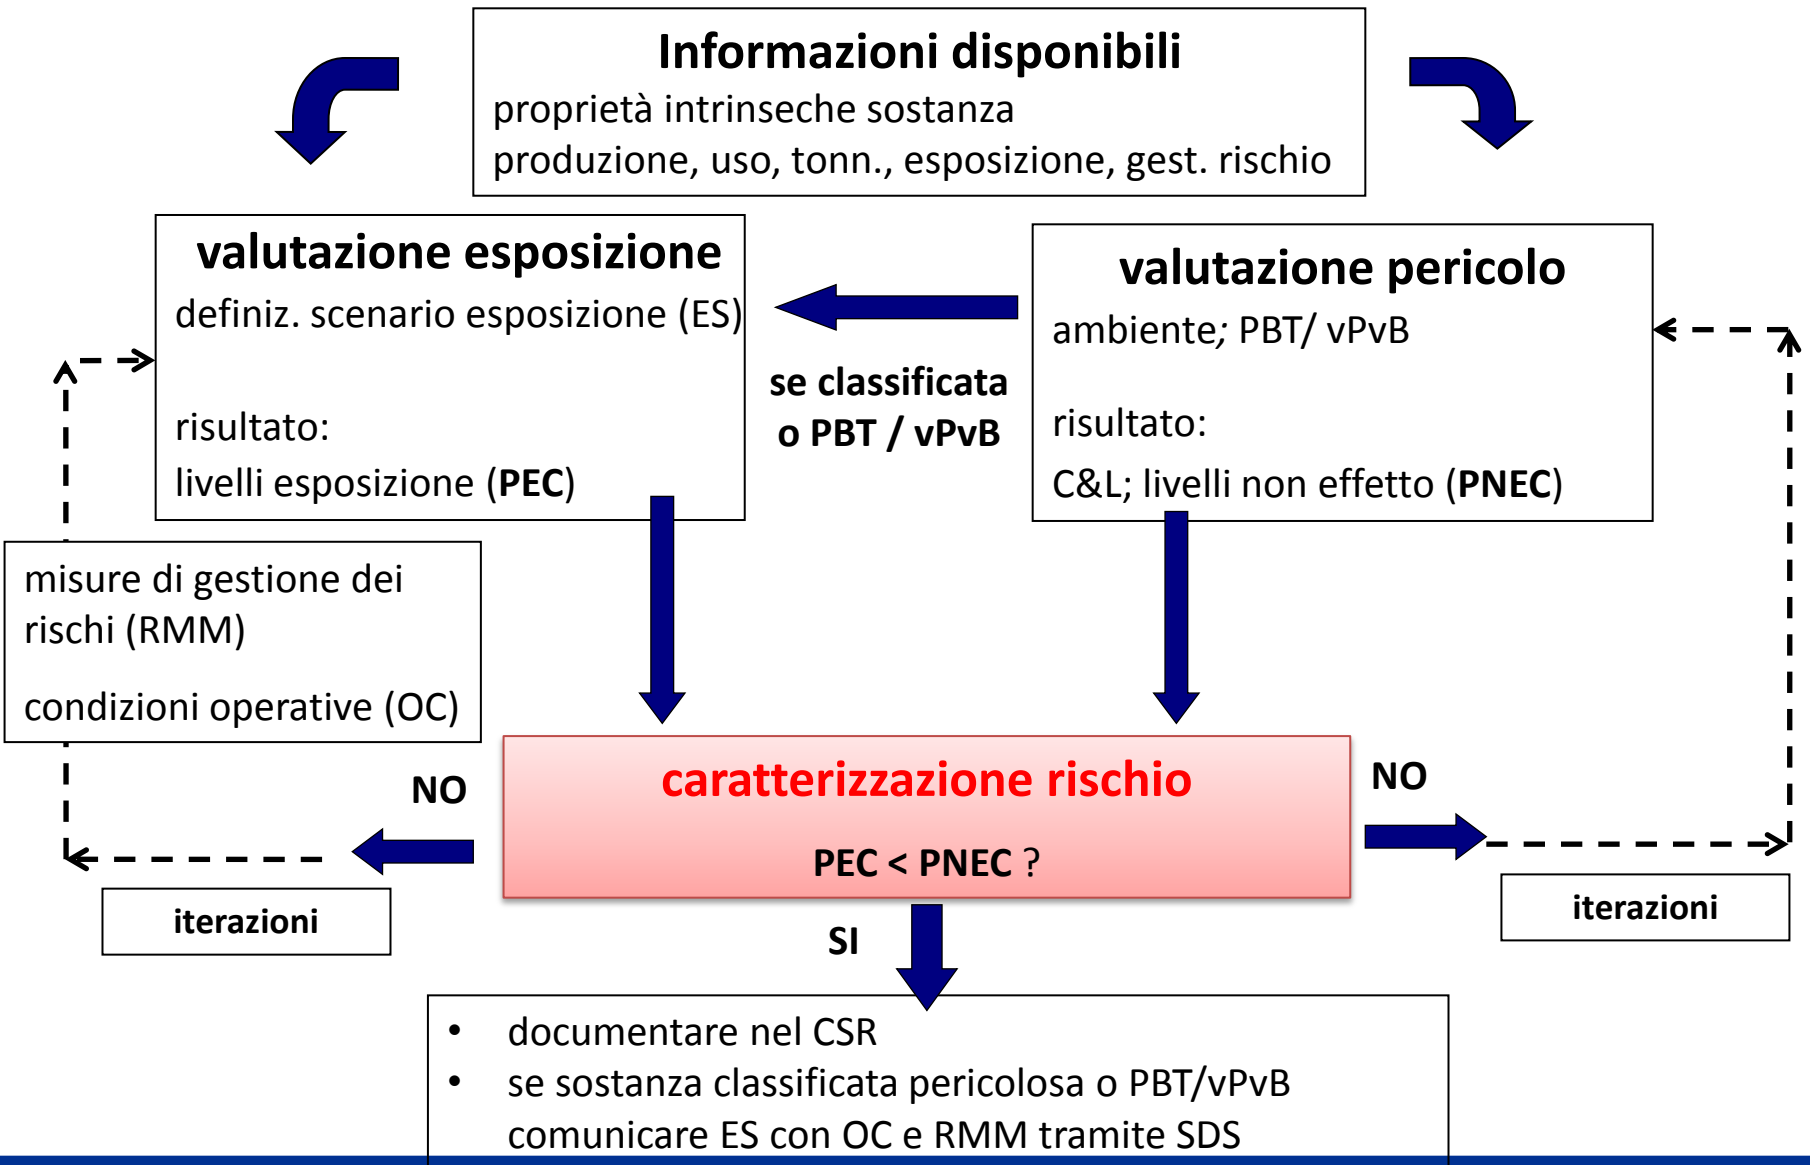 Informazioni disponibili
proprietà intrinseche sostanza
produzione, uso, tonn., esposizione, gest. rischio
valutazione esposizione
definiz. scenario esposizione (ES)
risultato:
livelli esposizione (PEC)
se classificata
o PBT / vPvB
valutazione pericolo
ambiente; PBT/ vPvB
risultato:
C&L; livelli non effetto (PNEC)
misure di gestione dei
rischi (RMM)
condizioni operative (OC)
NO
caratterizzazione rischio
PEC < PNEC ?
NO
iterazioni
iterazioni
SI
• documentare nel CSR
• se sostanza classificata pericolosa o PBT/vPvB
comunicare ES con OC e RMM tramite SDS